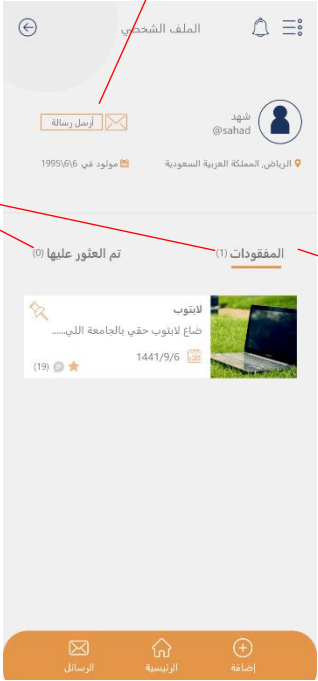 الملف الشخصي
شهد
@sahad
أرسل رسالة
الرياض, المملكة العربية السعودية
مولود في 6\6\1995
المفقودات (1)
تم العثور عليها (0)
لابتوب
ضاع لابتوب حقي بالجامعة اللي......
1441/9/6
(19)
إضافة
الرئيسية
الرسائل